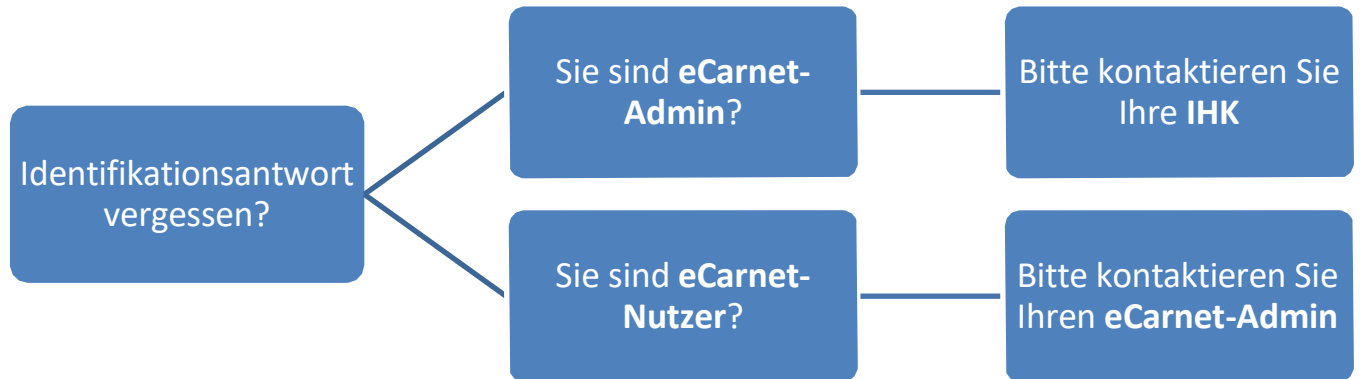 Identifikationsantwort
vergessen?
Sie sind eCarnet-
Admin?
Bitte kontaktieren Sie
Ihre IHK
Sie sind eCarnet-
Nutzer?
Bitte kontaktieren Sie
Ihren eCarnet-Admin